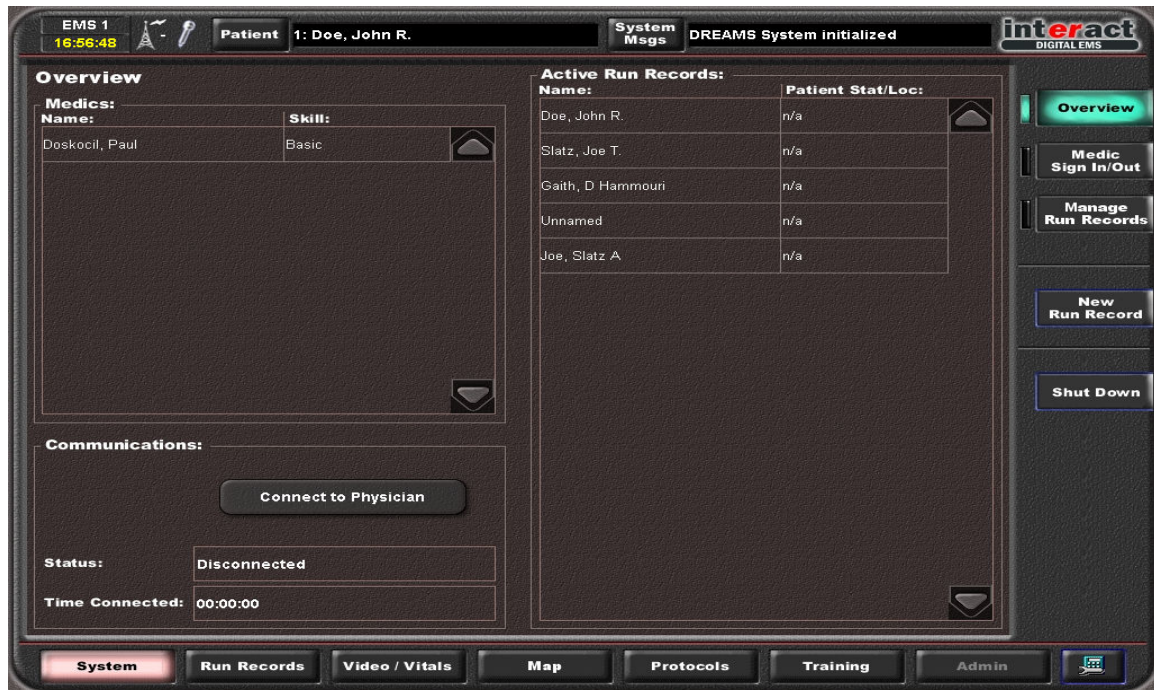 EMS 1
16:56:48
Patient
1: Doe, John R.
System
Msgs
DREAMS System initialized
interact
DIGITAL EMS
Overview
Medics:
Name: Skill:
Doskocil, Paul Basic
Communications:
Connect to Physician
Status: Disconnected
Time Connected: 00:00:00
Active Run Records:
Name: Patient Stat/Loc:
Doe, John R. n/a
Slatz, Joe T. n/a
Gaith, D Hammouri n/a
Unnamed n/a
Joe, Slatz A n/a
Overview
Medic
Sign In/Out
Manage
Run Records
New
Run Record
Shut Down
System Run Records Video / Vitals Map Protocols Training Admin